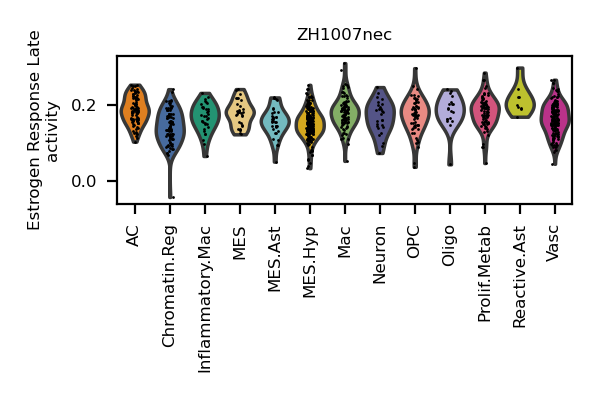 ZH1007nec
Estrogen Response Late
activity
0.2
0.0
AC
Chromatin.Reg
Inflammatory.Mac
MES
MES.Ast
MES.Hyp
Mac
Neuron
OPC
Oligo
Prolif.Metab
Reactive.Ast
Vasc